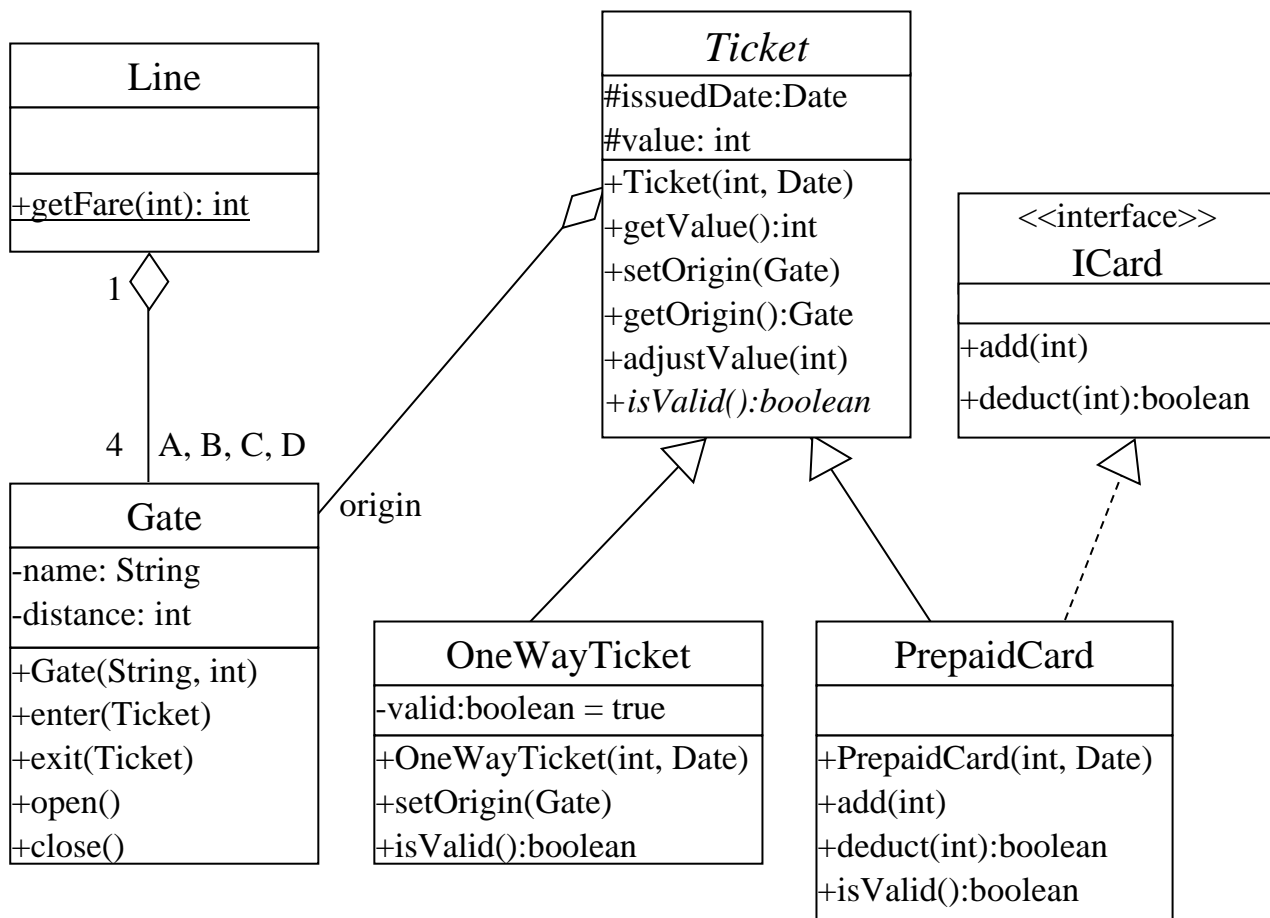 Line
+getFare(int): int
1
4
A, B, C, D
Gate
-name: String
-distance: int
+Gate(String, int)
+enter(Ticket)
+exit(Ticket)
+open()
+close()
origin
Ticket
#issuedDate:Date
#value: int
+Ticket(int, Date)
+getValue():int
+setOrigin(Gate)
+getOrigin():Gate
+adjustValue(int)
+isValid():boolean
<<interface>>
ICard
+add(int)
+deduct(int):boolean
OneWayTicket
-valid:boolean = true
+OneWayTicket(int, Date)
+setOrigin(Gate)
+isValid():boolean
PrepaidCard
+PrepaidCard(int, Date)
+add(int)
+deduct(int):boolean
+isValid():boolean